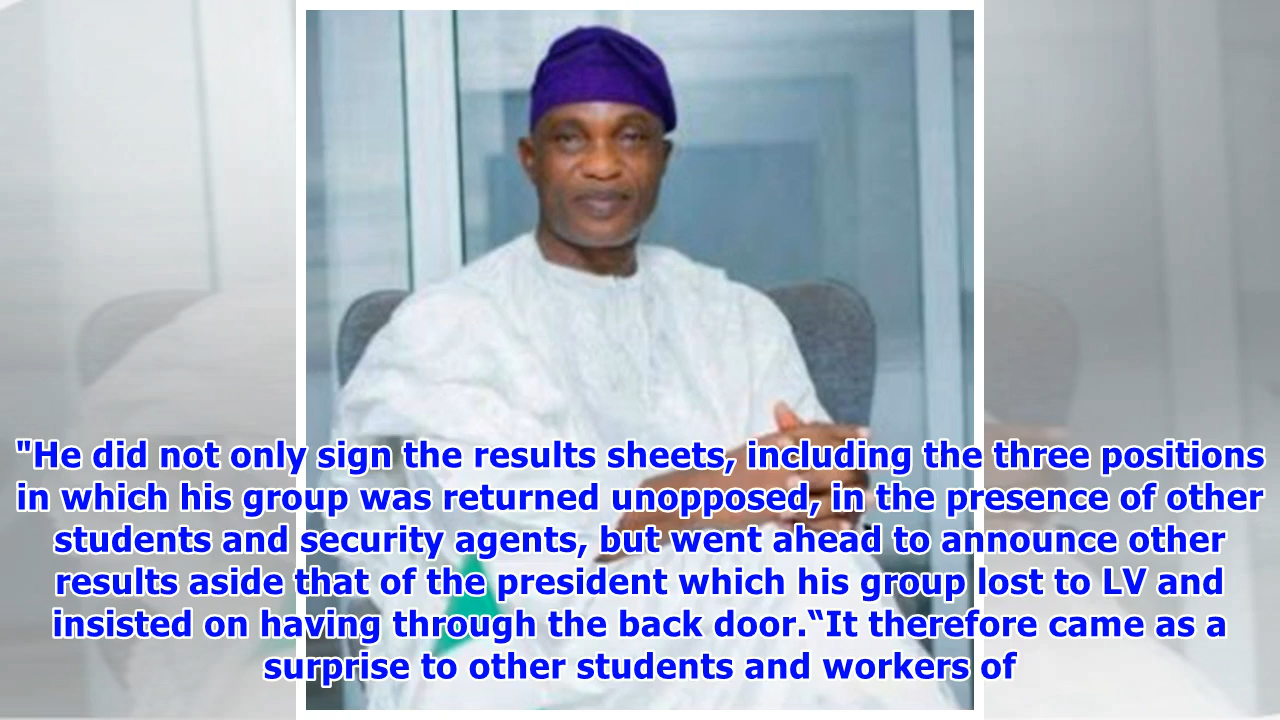 "He did not only sign the results sheets, including the three positions
in which his group was returned unopposed, in the presence of other
students and security agents, but went ahead to announce other
results aside that of the president which his group lost to LV and
insisted on having through the back door.“It therefore came as a
surprise to other students and workers of